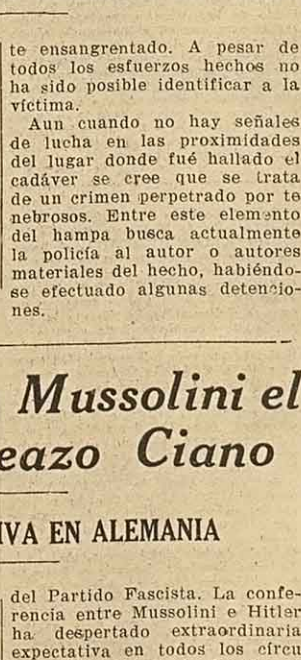 te ensangrentado. A pesar de
todos los esfuerzos hechos no
ha sido posible identificar a la
víctima.
Aun cuando no hay señales
de lucha en las proximidades
del lugar donde fué hallado el
cadáver se cree que se trata
de un crimen perpetrado por te
nebrosos. Entre este elemento
del hampa busca actualmente
la policía al autor o autores
materiales del hecho, habiéndo-
se efectuado algunas detencio-
nes.
Mussolini el
eazo Ciano
IVA EN ALEMANIA
del Partido Fascista. La confe-
rencia entre Mussolini e Hitler
ha despertado extraordinaria
expectativa en todos los círcu